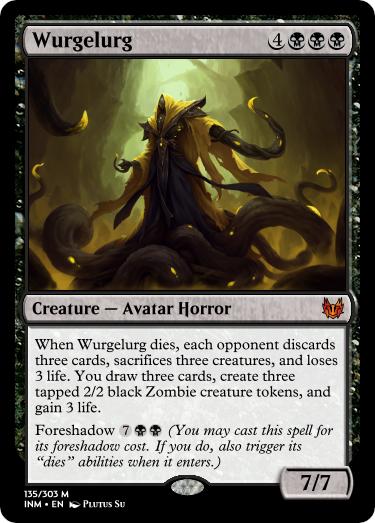 Wurgelurg 4
Creature — Avatar Horror
When Wurgelurg dies, each opponent discards
three cards, sacrifices three creatures, and loses
3 life. You draw three cards, create three
tapped 2/2 black Zombie creature tokens, and
gain 3 life.
Foreshadow 7 (You may cast this spell for
its foreshadow cost. If you do, also trigger its
“dies” abilities when it enters.)
7/7
135/303 M
INM • EN Plutus Su